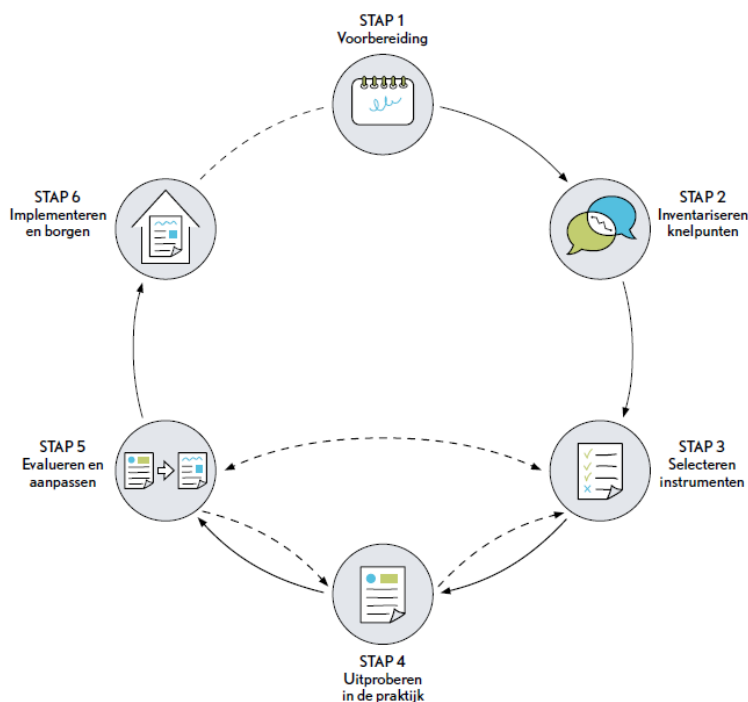 STAP 1
Voorbereiding
STAP 2
Inventariseren
knelpunten
STAP 3
Selecteren
instrumenten
STAP 4
Uitproberen
in de praktijk
STAP 5
Evalueren en
aanpassen
STAP 6
Implementeren
en borgen